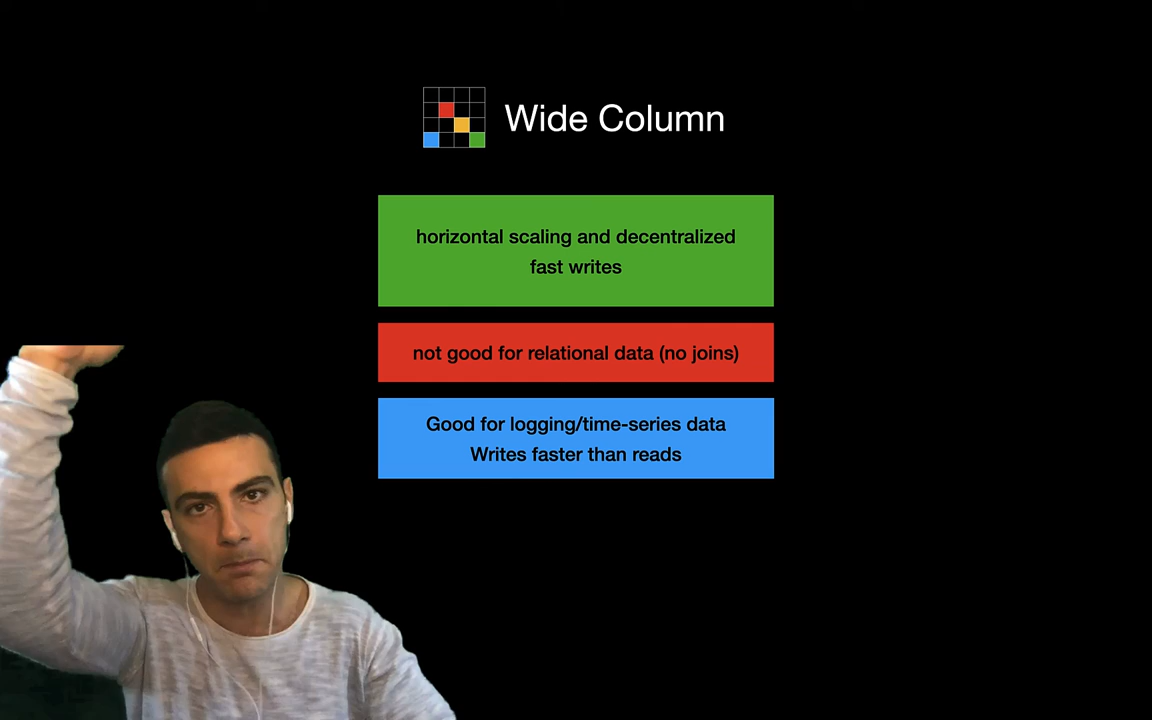 Wide Column
horizontal scaling and decentralized
fast writes
not good for relational data (no joins)
Good for logging/time-series data
Writes faster than reads